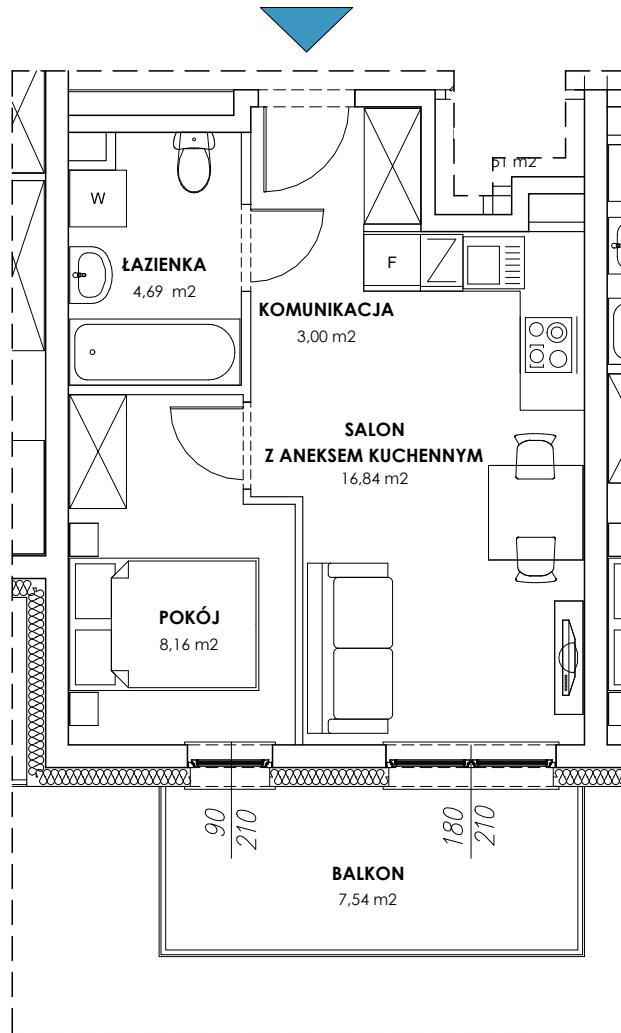 W
ŁAZIENKA
4,69 m2
F
KOMUNIKACJA
3,00 m2
SALON
Z ANEKSEM KUCHENNYM
16,84 m2
POKÓJ
8,16 m2
90
210
180
210
BALKON
7,54 m2